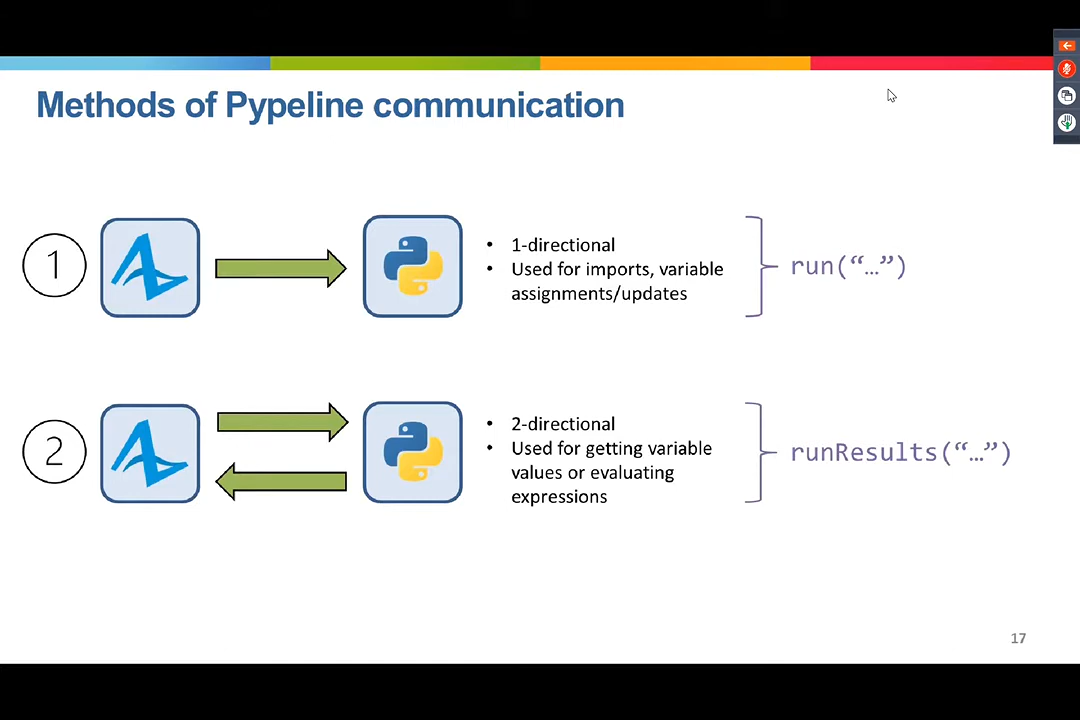 Methods of Pypeline communication
1
• 1-directional
• Used for imports, variable
assignments/updates
run(“…”)
2
• 2-directional
• Used for getting variable
values or evaluating
expressions
runResults(“…”)
17